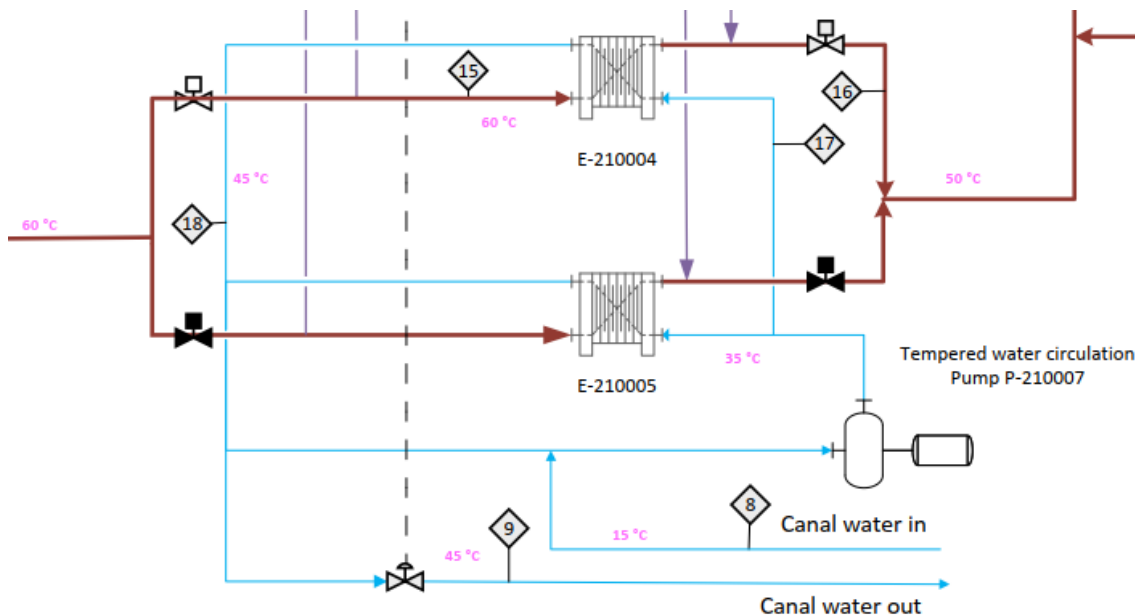 15
16
60 °C
17
E-210004
45 °C
50 °C
60 °C
18
35 °C
Tempered water circulation
Pump P-210007
E-210005
8
Canal water in
9
15 °C
45 °C
Canal water out